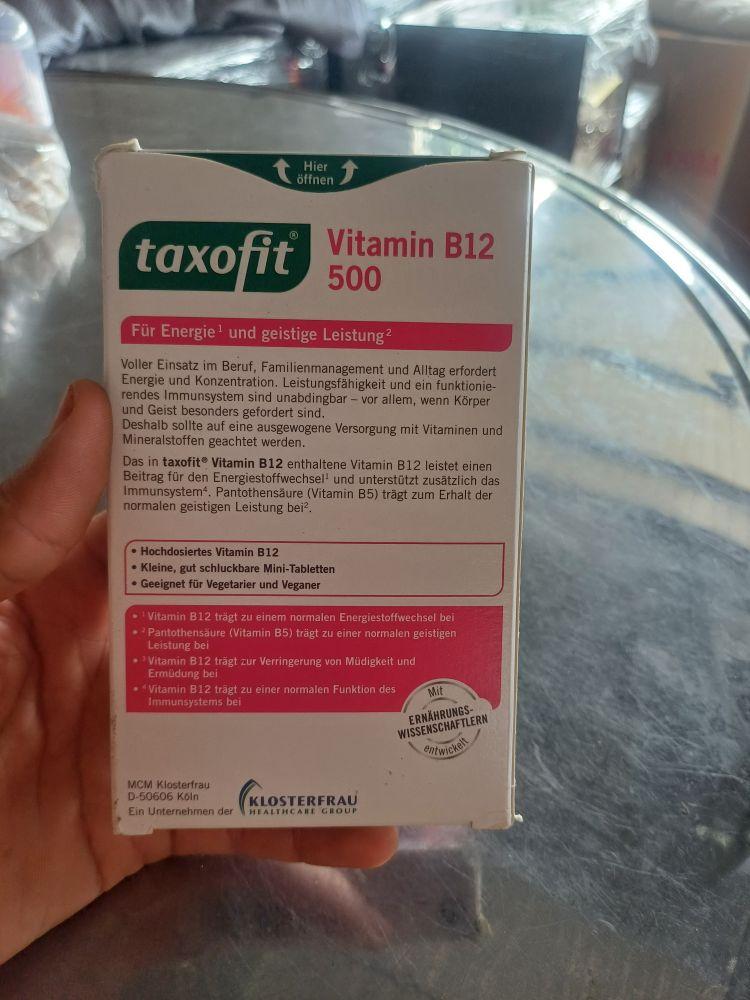 Hier
öffnen
taxofit®
Vitamin B12
500
Für Energie¹ und geistige Leistung²
Voller Einsatz im Beruf, Familienmanagement und Alltag erfordert
Energie und Konzentration. Leistungsfähigkeit und ein funktionie-
rendes Immunsystem sind unabdingbar – vor allem, wenn Körper
und Geist besonders gefordert sind.
Deshalb sollte auf eine ausgewogene Versorgung mit Vitaminen und
Mineralstoffen geachtet werden.
Das in taxofit® Vitamin B12 enthaltene Vitamin B12 leistet einen
Beitrag für den Energiestoffwechsel¹ und unterstützt zusätzlich das
Immunsystem⁴. Pantothensäure (Vitamin B5) trägt zum Erhalt der
normalen geistigen Leistung bei².
• Hochdosiertes Vitamin B12
• Kleine, gut schluckbare Mini-Tabletten
• Geeignet für Vegetarier und Veganer
• ¹ Vitamin B12 trägt zu einem normalen Energiestoffwechsel bei
• ² Pantothensäure (Vitamin B5) trägt zu einer normalen geistigen
Leistung bei
• ³ Vitamin B12 trägt zur Verringerung von Müdigkeit und
Ermüdung bei
• ⁴ Vitamin B12 trägt zu einer normalen Funktion des
Immunsystems bei
Mit
ERNÄHRUNGS-
WISSENSCHAFTLERN
entwickelt
MCM Klosterfrau
D-50606 Köln
Ein Unternehmen der
KLOSTERFRAU
HEALTHCARE GROUP